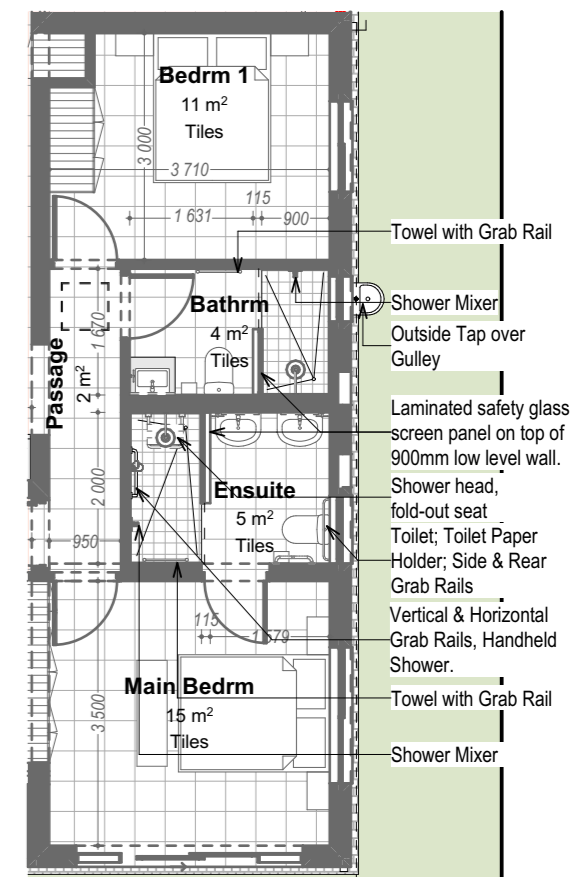 Bedrm 1
11 m²
Tiles
3 000
3 710
115
1 631
900
Towel with Grab Rail
Bathrm
4 m²
Tiles
Shower Mixer
Outside Tap over
Gulley
Passage
2 m²
1 670
Laminated safety glass
screen panel on top of
900mm low level wall.
Ensuite
5 m²
Tiles
2 000
950
Shower head,
fold-out seat
Toilet; Toilet Paper
Holder; Side & Rear
Grab Rails
Vertical & Horizontal
Grab Rails, Handheld
Shower.
115
1 579
Main Bedrm
15 m²
Tiles
3 500
Towel with Grab Rail
Shower Mixer